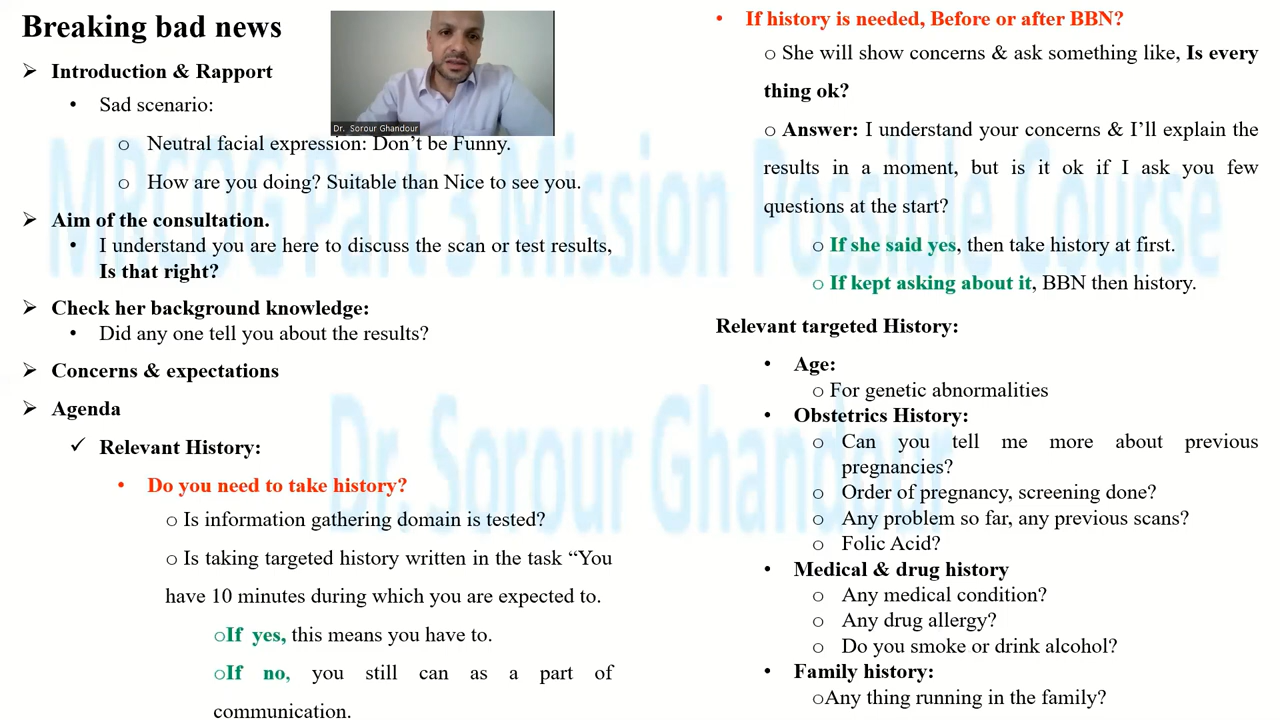 Breaking bad news
➢ Introduction & Rapport
• Sad scenario:
o Neutral facial expression: Don't be Funny.
o How are you doing? Suitable than Nice to see you.
➢ Aim of the consultation.
• I understand you are here to discuss the scan or test results,
Is that right?
➢ Check her background knowledge:
• Did any one tell you about the results?
➢ Concerns & expectations
➢ Agenda
✓ Relevant History:
• Do you need to take history?
o Is information gathering domain is tested?
o Is taking targeted history written in the task “You
have 10 minutes during which you are expected to.
oIf yes, this means you have to.
oIf no, you still can as a part of
communication.
Dr. Sorour Ghandour
• If history is needed, Before or after BBN?
o She will show concerns & ask something like, Is every
thing ok?
o Answer: I understand your concerns & I’ll explain the
results in a moment, but is it ok if I ask you few
questions at the start?
o If she said yes, then take history at first.
o If kept asking about it, BBN then history.
Relevant targeted History:
• Age:
o For genetic abnormalities
• Obstetrics History:
o Can you tell me more about previous
pregnancies?
o Order of pregnancy, screening done?
o Any problem so far, any previous scans?
o Folic Acid?
• Medical & drug history
o Any medical condition?
o Any drug allergy?
o Do you smoke or drink alcohol?
• Family history:
oAny thing running in the family?
MRCOG Part 3 Mission Possible Course
Dr. Sorour Ghandour